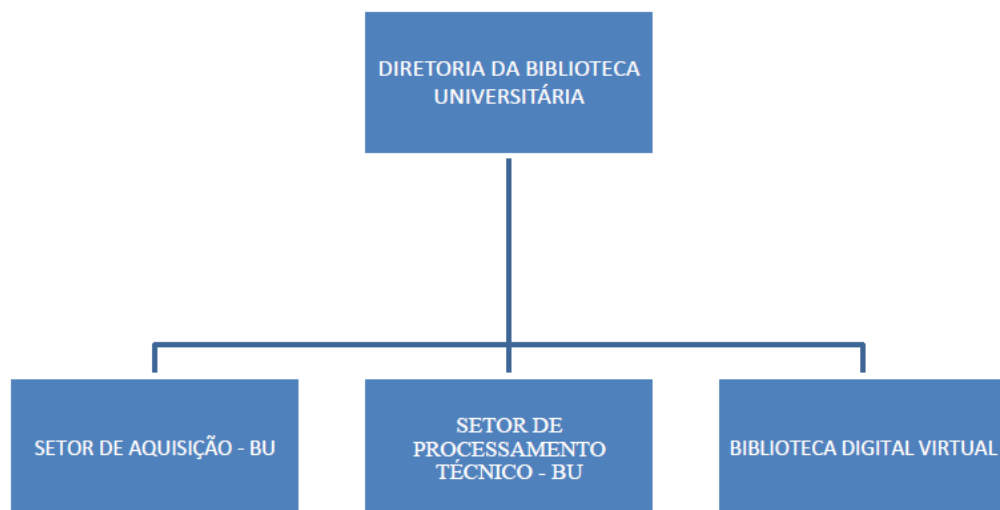 DIRETORIA DA BIBLIOTECA
UNIVERSITÁRIA
SETOR DE AQUISIÇÃO - BU
SETOR DE
PROCESSAMENTO
TÉCNICO - BU
BIBLIOTECA DIGITAL VIRTUAL